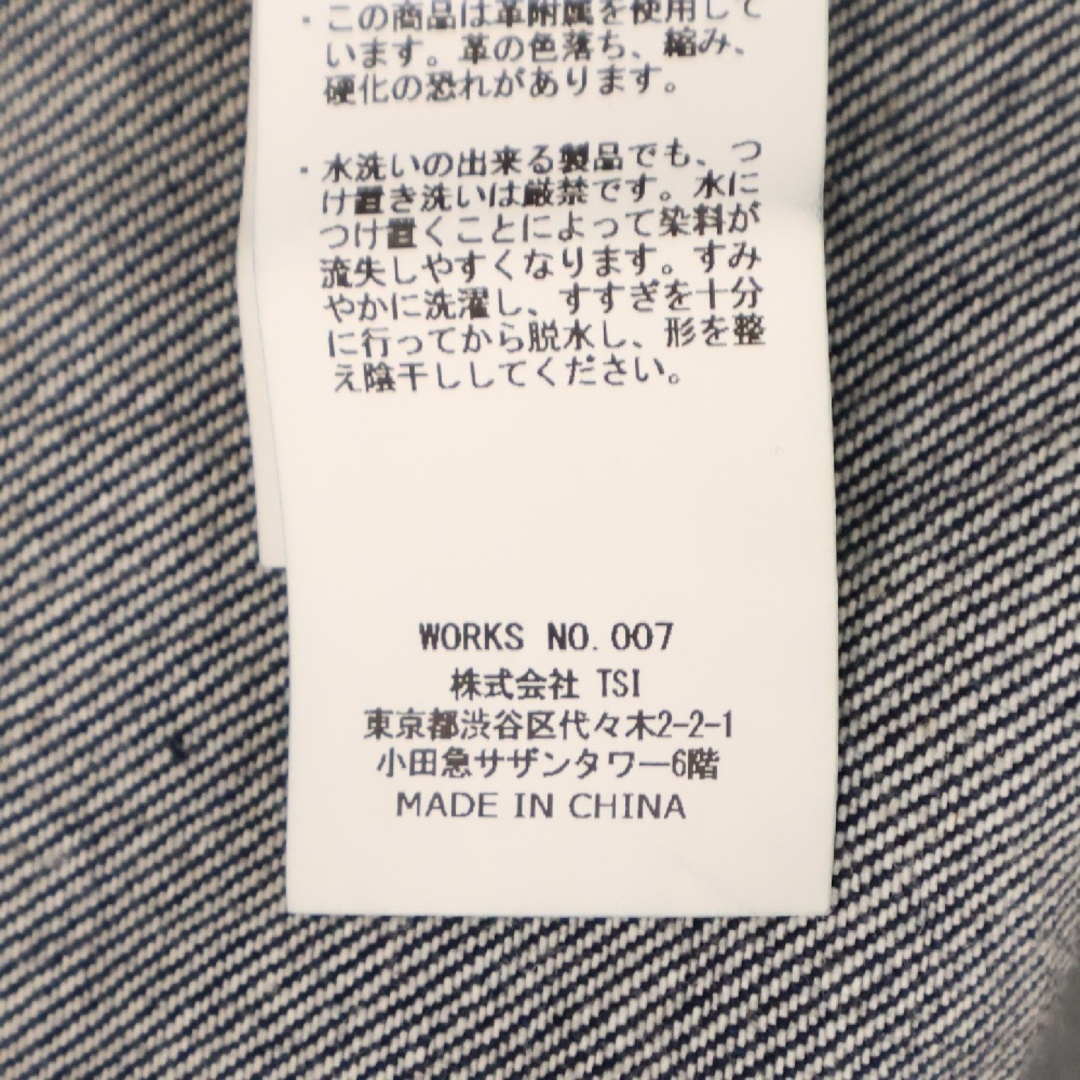 ・この商品は革附属を使用して
います。革の色落ち、縮み、
硬化の恐れがあります。
・水洗いの出来る製品でも、つ
け置き洗いは厳禁です。水に
つけ置くことによって染料が
流失しやすくなります。すみ
やかに洗濯し、すすぎを十分
に行ってから脱水し、形を整
え陰干ししてください。
WORKS NO. 007
株式会社 TSI
東京都渋谷区代々木2-2-1
小田急サザンタワー6階
MADE IN CHINA